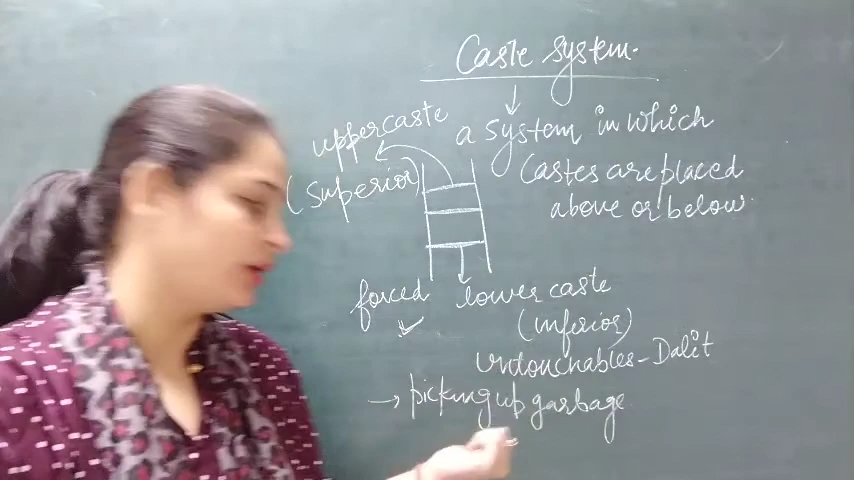 Caste system.
uppercaste
(superior)
a system in which
Castes are placed
above or below.
forced
lower caste
(inferior)
Untouchables - Dalit
→ picking up garbage